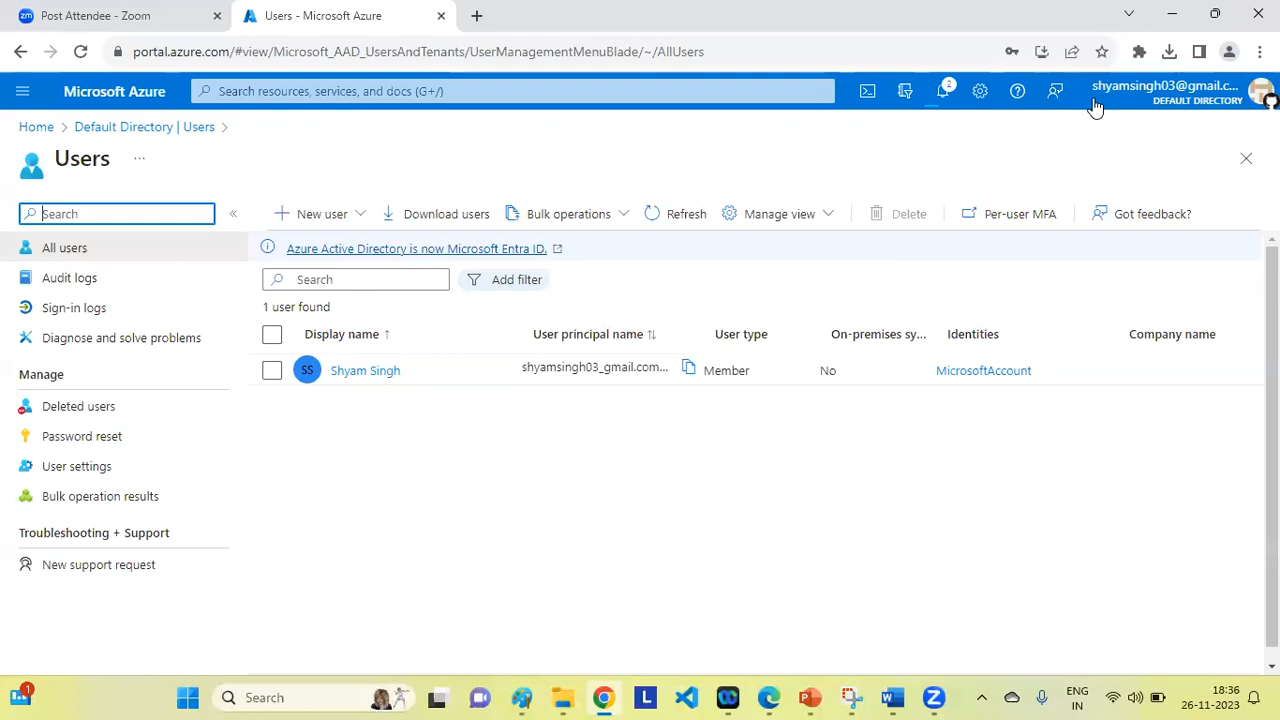 Post Attendee - Zoom
Users - Microsoft Azure
portal.azure.com/#view/Microsoft_AAD_UsersAndTenants/UserManagementMenuBlade/~/AllUsers
Microsoft Azure
Search resources, services, and docs (G+/)
2
shyamsingh03@gmail.c...
DEFAULT DIRECTORY
Home > Default Directory | Users >
Users ...
Search
New user
Download users
Bulk operations
Refresh
Manage view
Delete
Per-user MFA
Got feedback?
All users
Audit logs
Sign-in logs
Diagnose and solve problems
Manage
Deleted users
Password reset
User settings
Bulk operation results
Troubleshooting + Support
New support request
Azure Active Directory is now Microsoft Entra ID.
Search
Add filter
1 user found
Display name ↑ User principal name ↑↓ User type On-premises sy... Identities Company name
SS Shyam Singh shyamsingh03_gmail.com... Member No MicrosoftAccount
1
Search
ENG
IN
18:36
26-11-2023